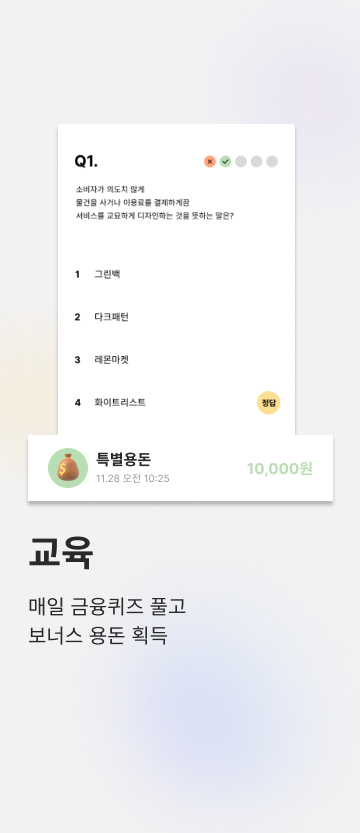 Q1.
소비자가 의도치 않게
물건을 사거나 이용료를 결제하게끔
서비스를 교묘하게 디자인하는 것을 뜻하는 말은?
1 그린백
2 다크패턴
3 레몬마켓
4 화이트리스트 정답
특별용돈
11.28 오전 10:25
10,000원
교육
매일 금융퀴즈 풀고
보너스 용돈 획득